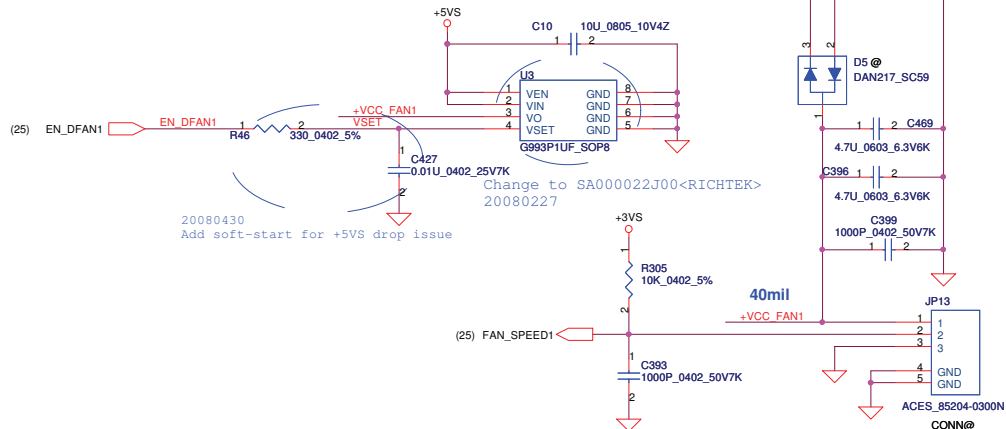 +5VS
C10 10U_0805_10V4Z
1 2
U3
1 VEN GND 8
2 VIN GND 7
3 VO GND 6
4 VSET GND 5
G993P1UF_SOP8
+VCC_FAN1
VSET
(25) EN_DFAN1 EN_DFAN1
R46 1 2 330_0402_5%
1
C427
0.01U_0402_25V7K
2
Change to SA000022J00<RICHTEK>
20080227
20080430
Add soft-start for +5VS drop issue
3 2
D5 @
DAN217_SC59
1
1 2 C469
4.7U_0603_6.3V6K
C396 1 2
4.7U_0603_6.3V6K
C399
1000P_0402_50V7K
1 2
+3VS
1
R305
10K_0402_5%
2
(25) FAN_SPEED1
1
C393
1000P_0402_50V7K
2
40mil
+VCC_FAN1
JP13
1 1
2 2
3 3
4 GND
5 GND
ACES_85204-0300N
CONN@